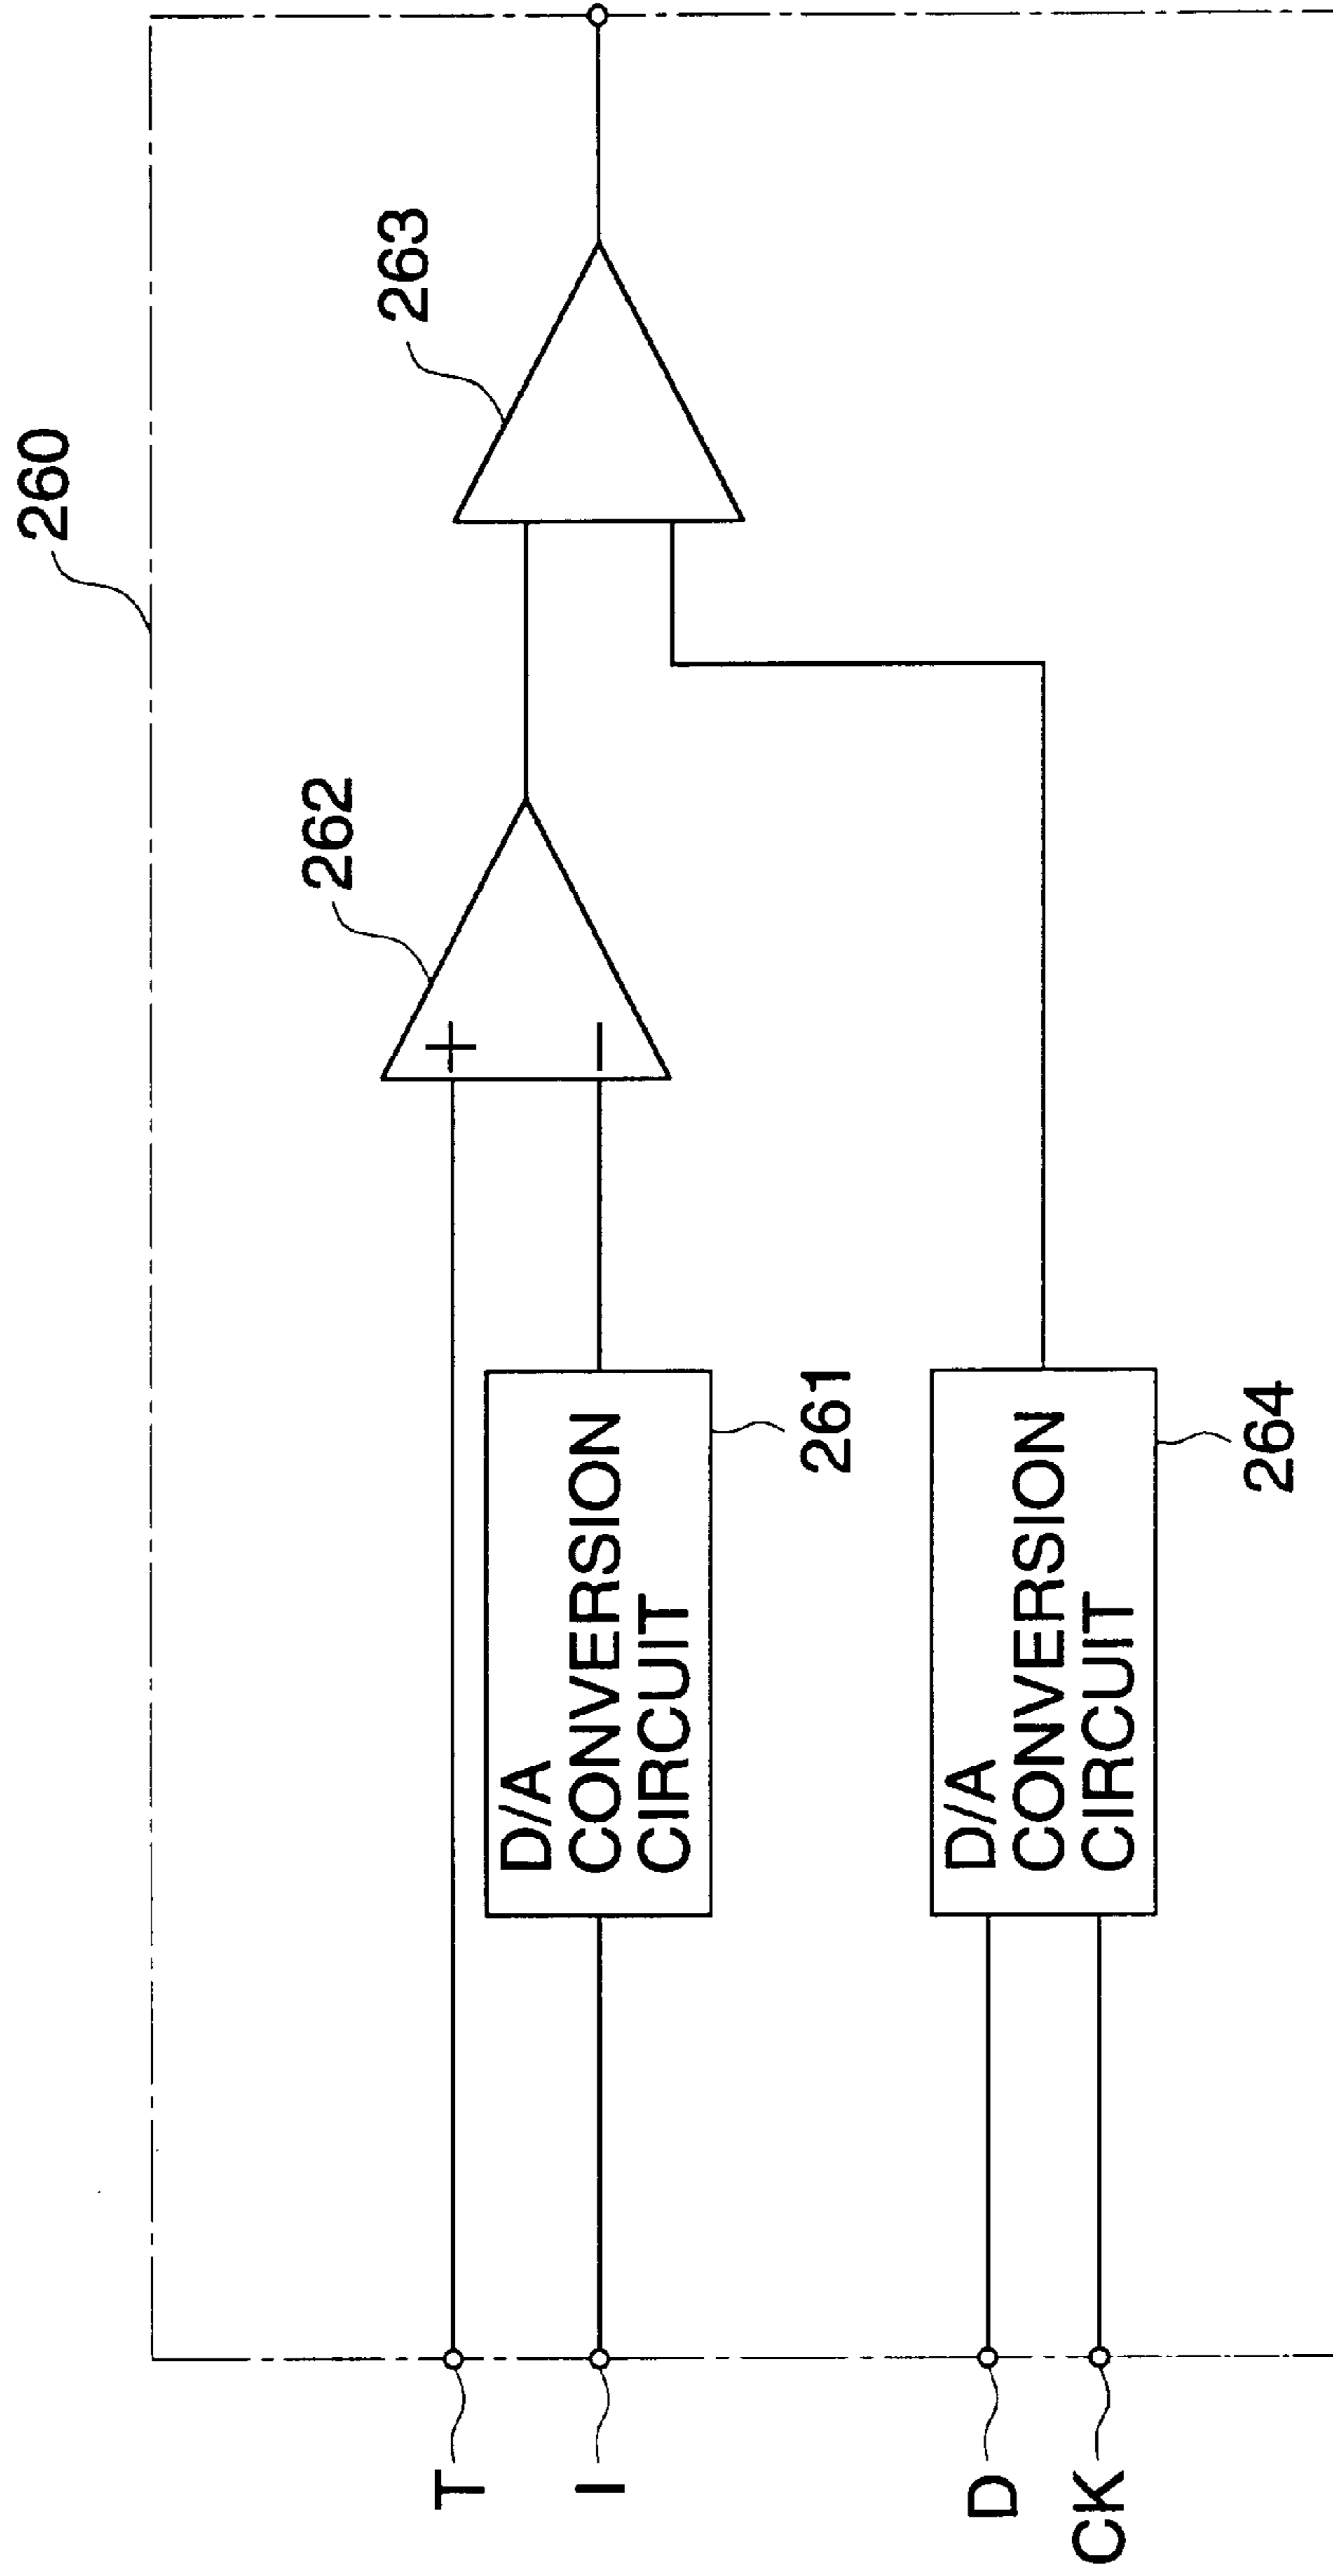 260
263
262
+
−
T
I
D/A
CONVERSION
CIRCUIT
261
D
CK
D/A
CONVERSION
CIRCUIT
264